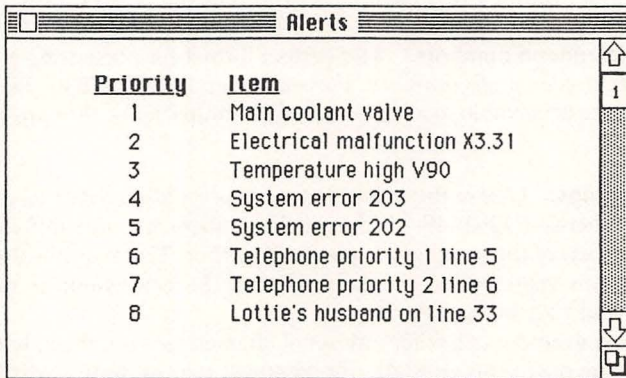 Alerts
Priority Item
1 Main coolant valve
1
2 Electrical malfunction X3.31
3 Temperature high V90
4 System error 203
5 System error 202
6 Telephone priority 1 line 5
7 Telephone priority 2 line 6
8 Lottie's husband on line 33